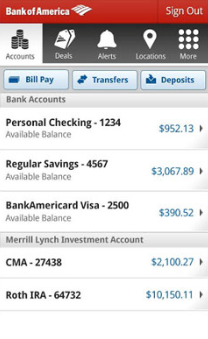 Bank of America
Sign Out
Accounts
Deals
Alerts
Locations
More
Bill Pay
Transfers
Deposits
Bank Accounts
Personal Checking - 1234
Available Balance
$952.13
Regular Savings - 4567
Available Balance
$3,067.89
BankAmericard Visa - 2500
Available Balance
$390.52
Merrill Lynch Investment Account
CMA - 27438
$2,100.27
Roth IRA - 64732
$10,150.11